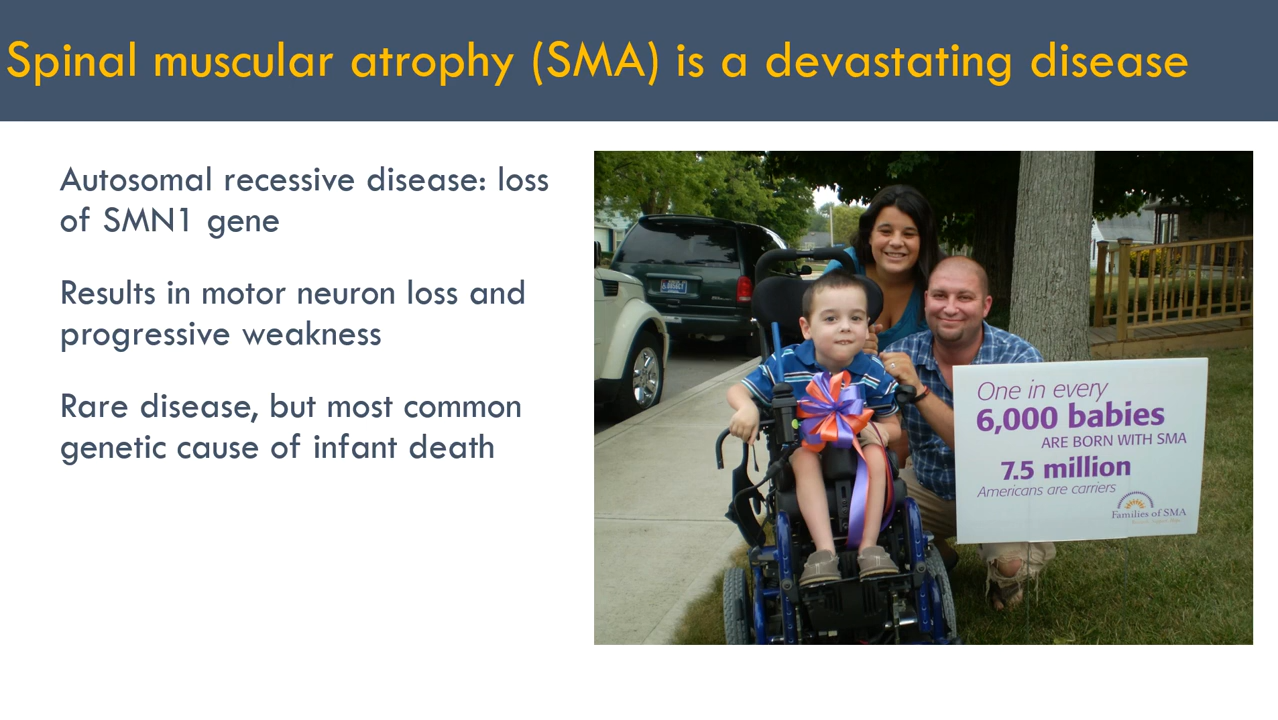 Spinal muscular atrophy (SMA) is a devastating disease
Autosomal recessive disease: loss
of SMN1 gene
Results in motor neuron loss and
progressive weakness
Rare disease, but most common
genetic cause of infant death
One in every
6,000 babies
ARE BORN WITH SMA
7.5 million
Americans are carriers
Families of SMA